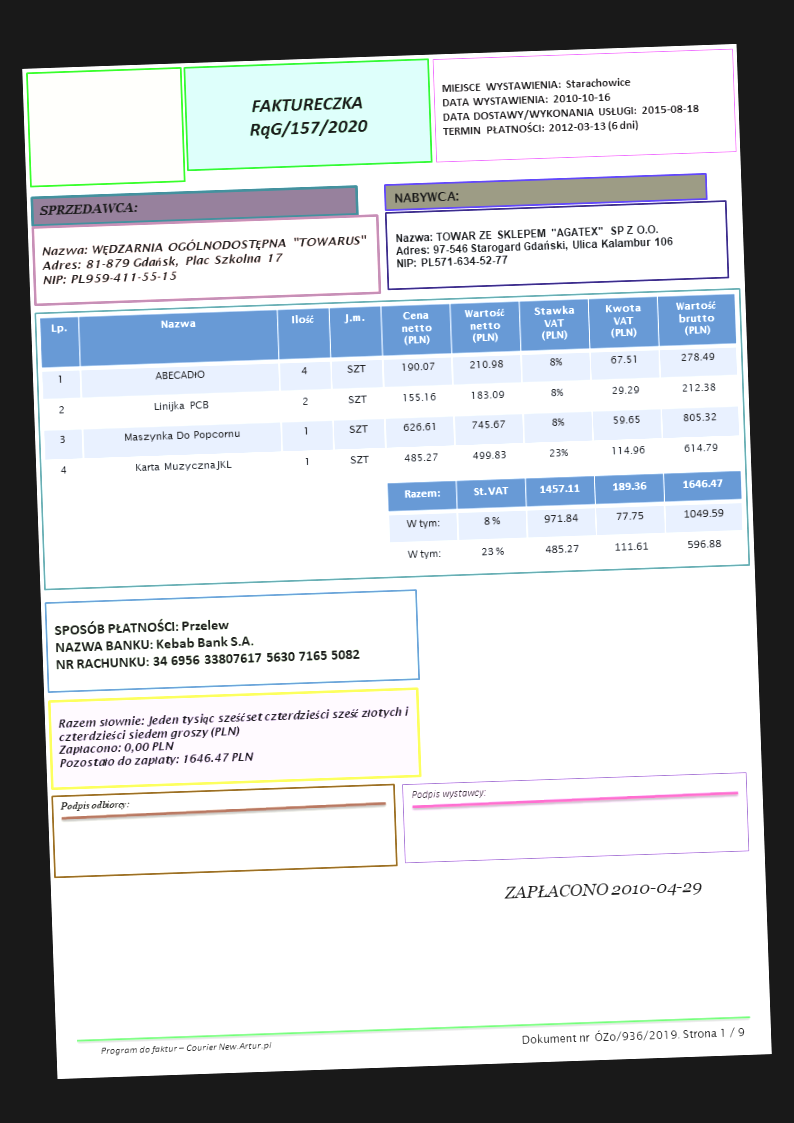 FAKTURECZKA
RąG/157/2020
MIEJSCE WYSTAWIENIA: Starachowice
DATA WYSTAWIENIA: 2010-10-16
DATA DOSTAWY/WYKONANIA USŁUGI: 2015-08-18
TERMIN PŁATNOŚCI: 2012-03-13 (6 dni)
SPRZEDAWCA:
Nazwa: WĘDZARNIA OGÓLNODOSTĘPNA "TOWARUS"
Adres: 81-879 Gdańsk, Plac Szkolna 17
NIP: PL959-411-55-15
NABYWCA:
Nazwa: TOWAR ZE SKLEPEM "AGATEX" SP Z O.O.
Adres: 97-546 Starogard Gdański, Ulica Kalambur 106
NIP: PL571-634-52-77
Lp. Nazwa Ilość J.m. Cena netto (PLN) Wartość netto (PLN) Stawka VAT (PLN) Kwota VAT (PLN) Wartość brutto (PLN)
1 ABECADŁO 4 SZT 190.07 210.98 8% 67.51 278.49
2 Linijka PCB 2 SZT 155.16 183.09 8% 29.29 212.38
3 Maszynka Do Popcornu 1 SZT 626.61 745.67 8% 59.65 805.32
4 Karta Muzyczna JKL 1 SZT 485.27 499.83 23% 114.96 614.79
Razem: St.VAT 1457.11 189.36 1646.47
W tym: 8% 971.84 77.75 1049.59
W tym: 23% 485.27 111.61 596.88
SPOSÓB PŁATNOŚCI: Przelew
NAZWA BANKU: Kebab Bank S.A.
NR RACHUNKU: 34 6956 33807617 5630 7165 5082
Razem słownie: Jeden tysiąc sześćset czterdzieści sześć złotych i
czterdzieści siedem groszy (PLN)
Zapłacono: 0,00 PLN
Pozostało do zapłaty: 1646.47 PLN
Podpis odbiorcy:
Podpis wystawcy:
ZAPŁACONO 2010-04-29
Program do faktur – Courier New.Artur.pl
Dokument nr ÓZo/936/2019. Strona 1 / 9